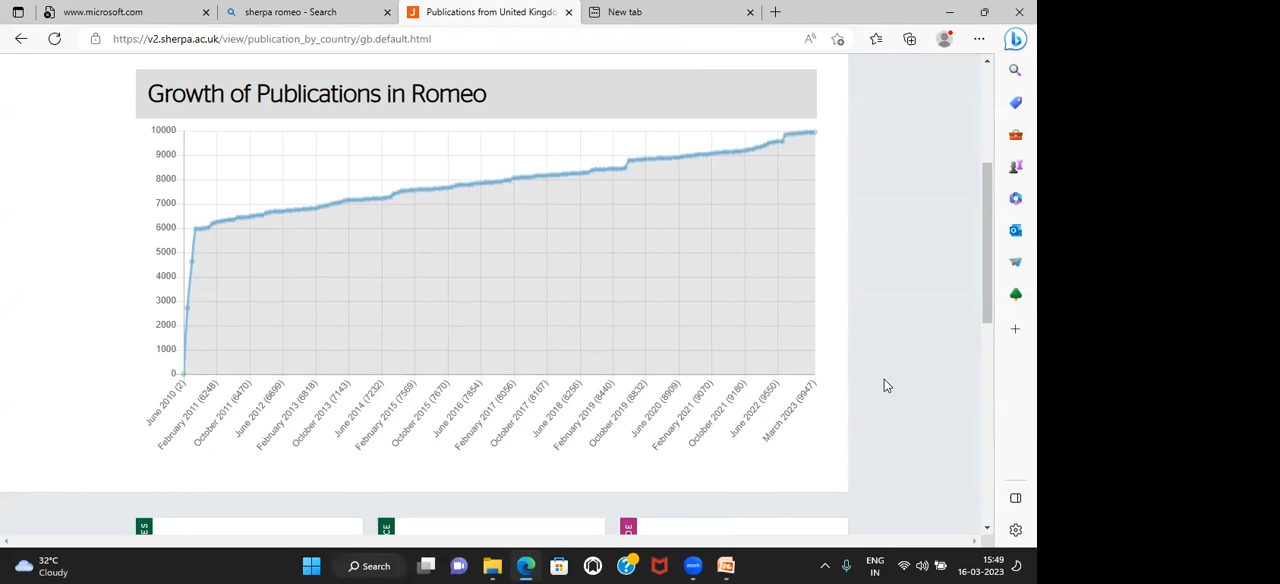 www.microsoft.com
sherpa romeo - Search
Publications from United Kingdo
New tab
https://v2.sherpa.ac.uk/view/publication_by_country/gb.default.html
Growth of Publications in Romeo
10000
9000
8000
7000
6000
5000
4000
3000
2000
1000
0
June 2010 (2)
February 2011 (6248)
October 2011 (6470)
June 2012 (6699)
February 2013 (6818)
October 2013 (7143)
June 2014 (7232)
February 2015 (7569)
October 2015 (7670)
June 2016 (7854)
February 2017 (8056)
October 2017 (8167)
June 2018 (8256)
February 2019 (8440)
October 2019 (8832)
June 2020 (8909)
February 2021 (9070)
October 2021 (9180)
June 2022 (9550)
March 2023 (9947)
ES
CE
DE
32°C
Cloudy
Search
zoom
ENG
IN
15:49
16-03-2023